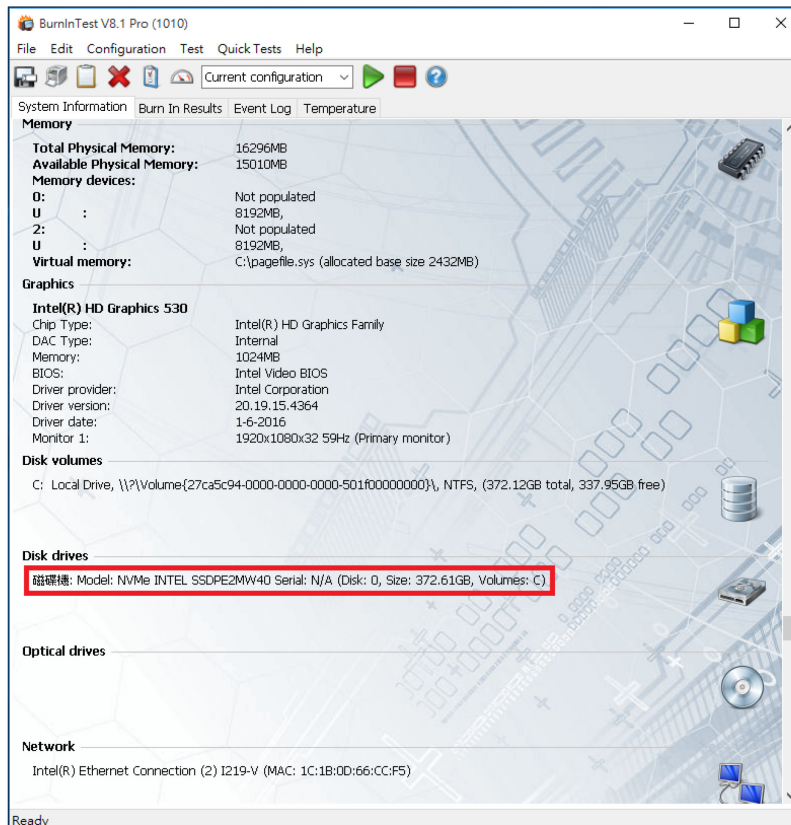 BurnInTest V8.1 Pro (1010)
File Edit Configuration Test Quick Tests Help
Current configuration
System Information Burn In Results Event Log Temperature
Memory
Total Physical Memory: 16296MB
Available Physical Memory: 15010MB
Memory devices:
0: Not populated
U : 8192MB,
2: Not populated
U : 8192MB,
Virtual memory: C:\pagefile.sys (allocated base size 2432MB)
Graphics
Intel(R) HD Graphics 530
Chip Type: Intel(R) HD Graphics Family
DAC Type: Internal
Memory: 1024MB
BIOS: Intel Video BIOS
Driver provider: Intel Corporation
Driver version: 20.19.15.4364
Driver date: 1-6-2016
Monitor 1: 1920x1080x32 59Hz (Primary monitor)
Disk volumes
C: Local Drive, \\?\Volume{27ca5c94-0000-0000-0000-501f00000000}\, NTFS, (372.12GB total, 337.95GB free)
Disk drives
磁碟機: Model: NVMe INTEL SSDPE2MW40 Serial: N/A (Disk: 0, Size: 372.61GB, Volumes: C)
Optical drives
Network
Intel(R) Ethernet Connection (2) I219-V (MAC: 1C:1B:0D:66:CC:F5)
Ready